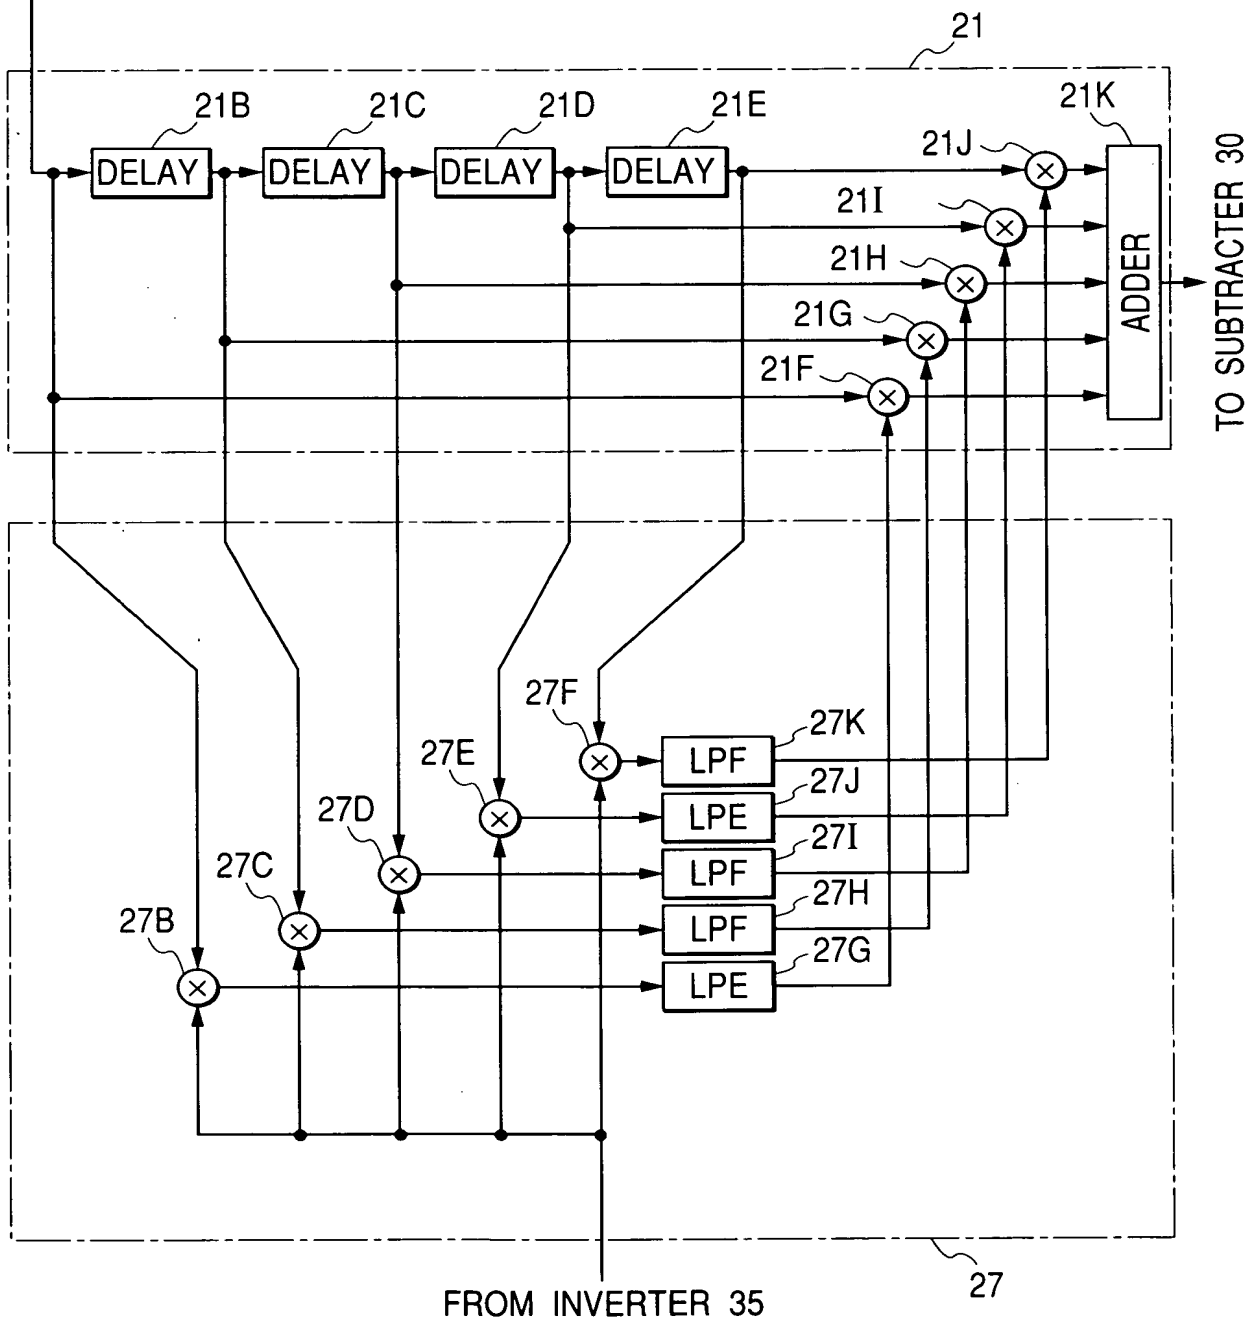 21
21B
21C
21D
21E
21K
DELAY
DELAY
DELAY
DELAY
21J
×
21I
×
21H
×
21G
×
21F
×
ADDER
TO SUBTRACTER 30
27F
×
LPF
27K
27E
×
LPE
27J
27D
×
LPF
27I
27C
×
LPF
27H
27B
×
LPE
27G
27
FROM INVERTER 35